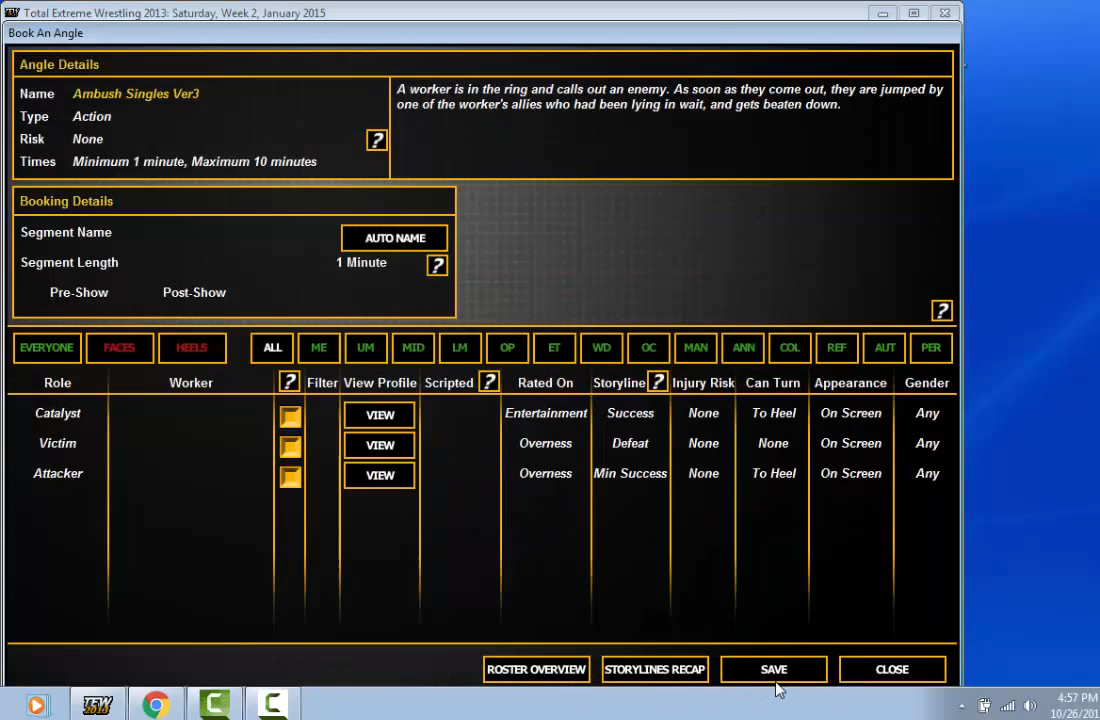 Total Extreme Wrestling 2013: Saturday, Week 2, January 2015
Book An Angle
Angle Details
Name Ambush Singles Ver3
Type Action
Risk None
?
Times Minimum 1 minute, Maximum 10 minutes
A worker is in the ring and calls out an enemy. As soon as they come out, they are jumped by
one of the worker's allies who had been lying in wait, and gets beaten down.
Booking Details
Segment Name AUTO NAME
Segment Length 1 Minute ?
Pre-Show Post-Show
?
EVERYONE FACES HEELS ALL ME UM MID LM OP ET WD OC MAN ANN COL REF AUT PER
Role Worker ? Filter View Profile Scripted ? Rated On Storyline ? Injury Risk Can Turn Appearance Gender
Catalyst VIEW Entertainment Success None To Heel On Screen Any
Victim VIEW Overness Defeat None None On Screen Any
Attacker VIEW Overness Min Success None To Heel On Screen Any
ROSTER OVERVIEW STORYLINES RECAP SAVE CLOSE
TEW 2013
4:57 PM
10/26/201